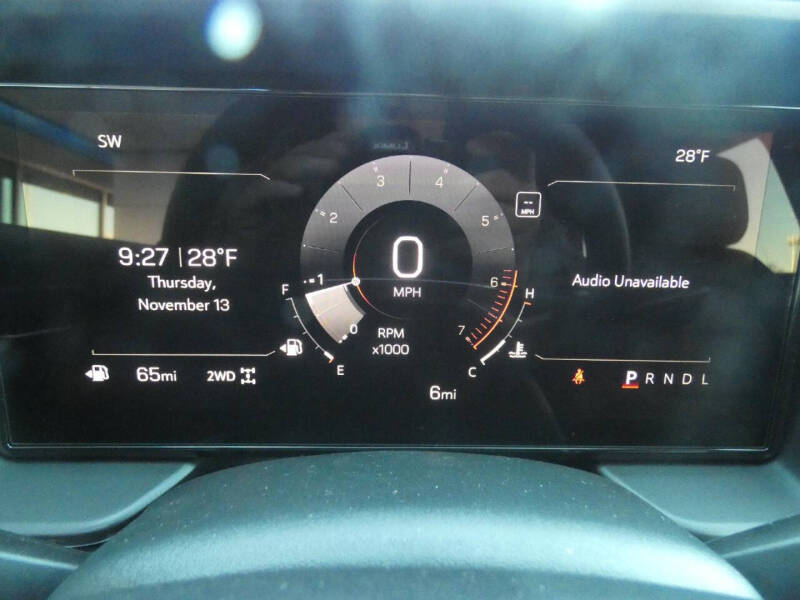 SW
28°F
9:27 | 28°F
Thursday,
November 13
0
MPH
0
1
2
3
4
5
6
7
RPM
x1000
--
MPH
F
E
H
C
Audio Unavailable
65mi
2WD
6mi
P R N D L